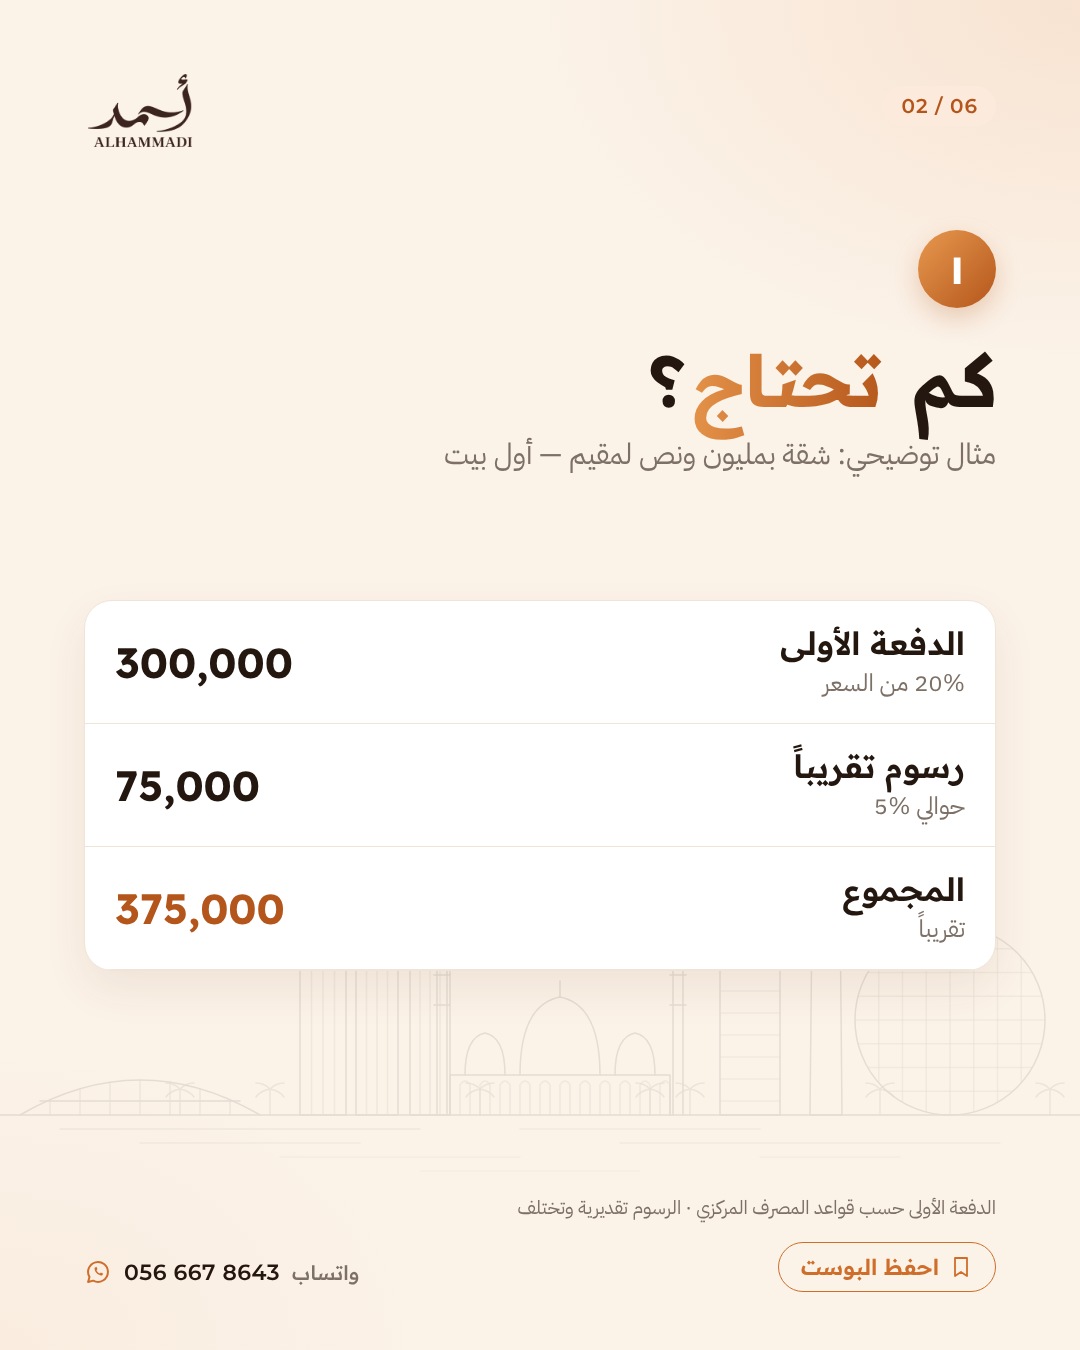 أحمد
ALHAMMADI
02 / 06
١
كم تحتاج؟
مثال توضيحي: شقة بمليون ونص لمقيم — أول بيت
الدفعة الأولى
20% من السعر
300,000
رسوم تقريباً
حوالي 5%
75,000
المجموع
تقريباً
375,000
الدفعة الأولى حسب قواعد المصرف المركزي · الرسوم تقديرية وتختلف
احفظ البوست
واتساب 056 667 8643